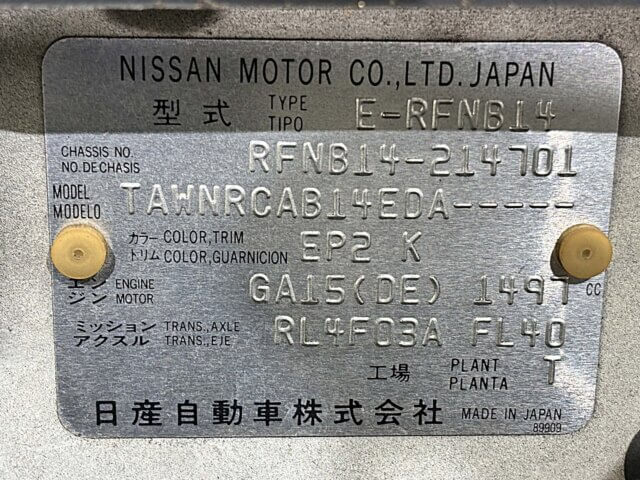 NISSAN MOTOR CO.,LTD. JAPAN
型式 TYPE TIPO E-RFNB14
CHASSIS NO. NO. DE CHASIS RFNB14-214701
MODEL MODELO TAWNRCAB14EDA-----
カラー COLOR,TRIM トリム COLOR,GUARNICION EP2 K
エンジン ENGINE MOTOR GA15(DE) 1497 CC
ミッション TRANS.,AXLE アクスル TRANS.,EJE RL4F03A FL40
工場 PLANT PLANTA T
日産自動車株式会社 MADE IN JAPAN
89909